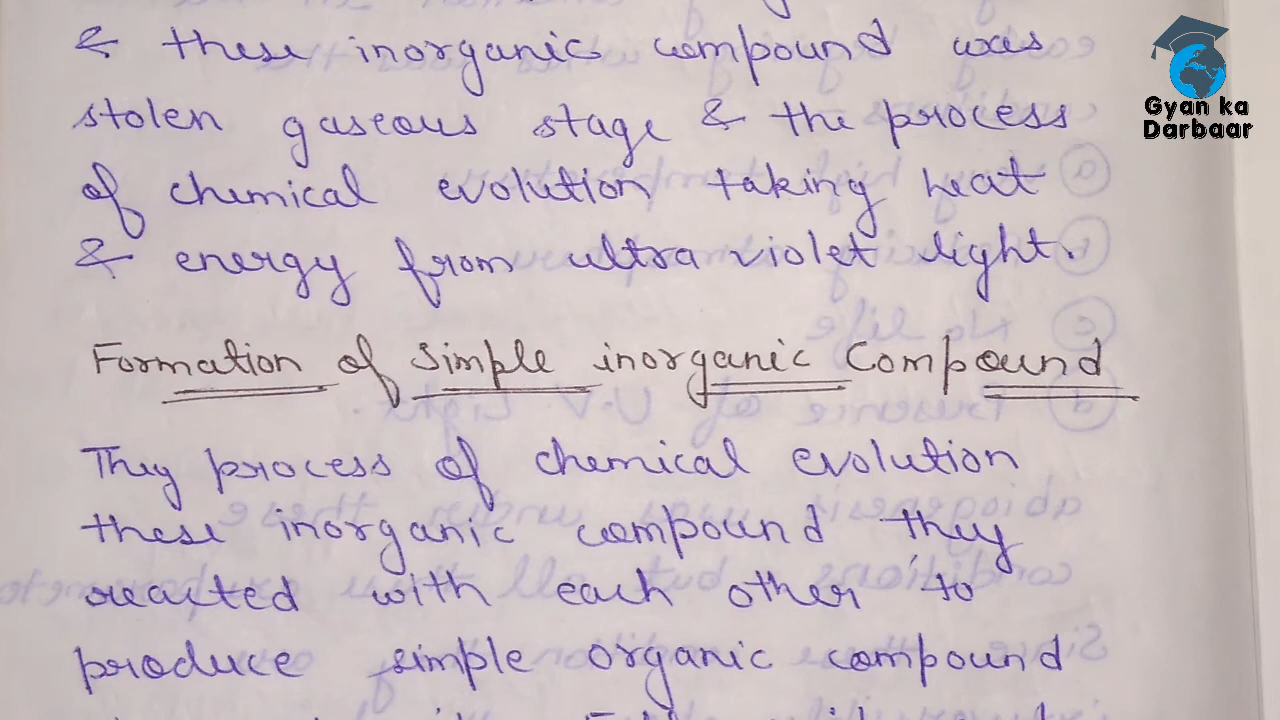 & these inorganic compound was
Gyan ka
Darbaar
stolen gaseous stage & the process
of chemical evolution taking heat
& energy from ultra violet light.
Formation of simple inorganic Compound
They process of chemical evolution
these inorganic compound they
reacted with each other to
produce simple organic compound